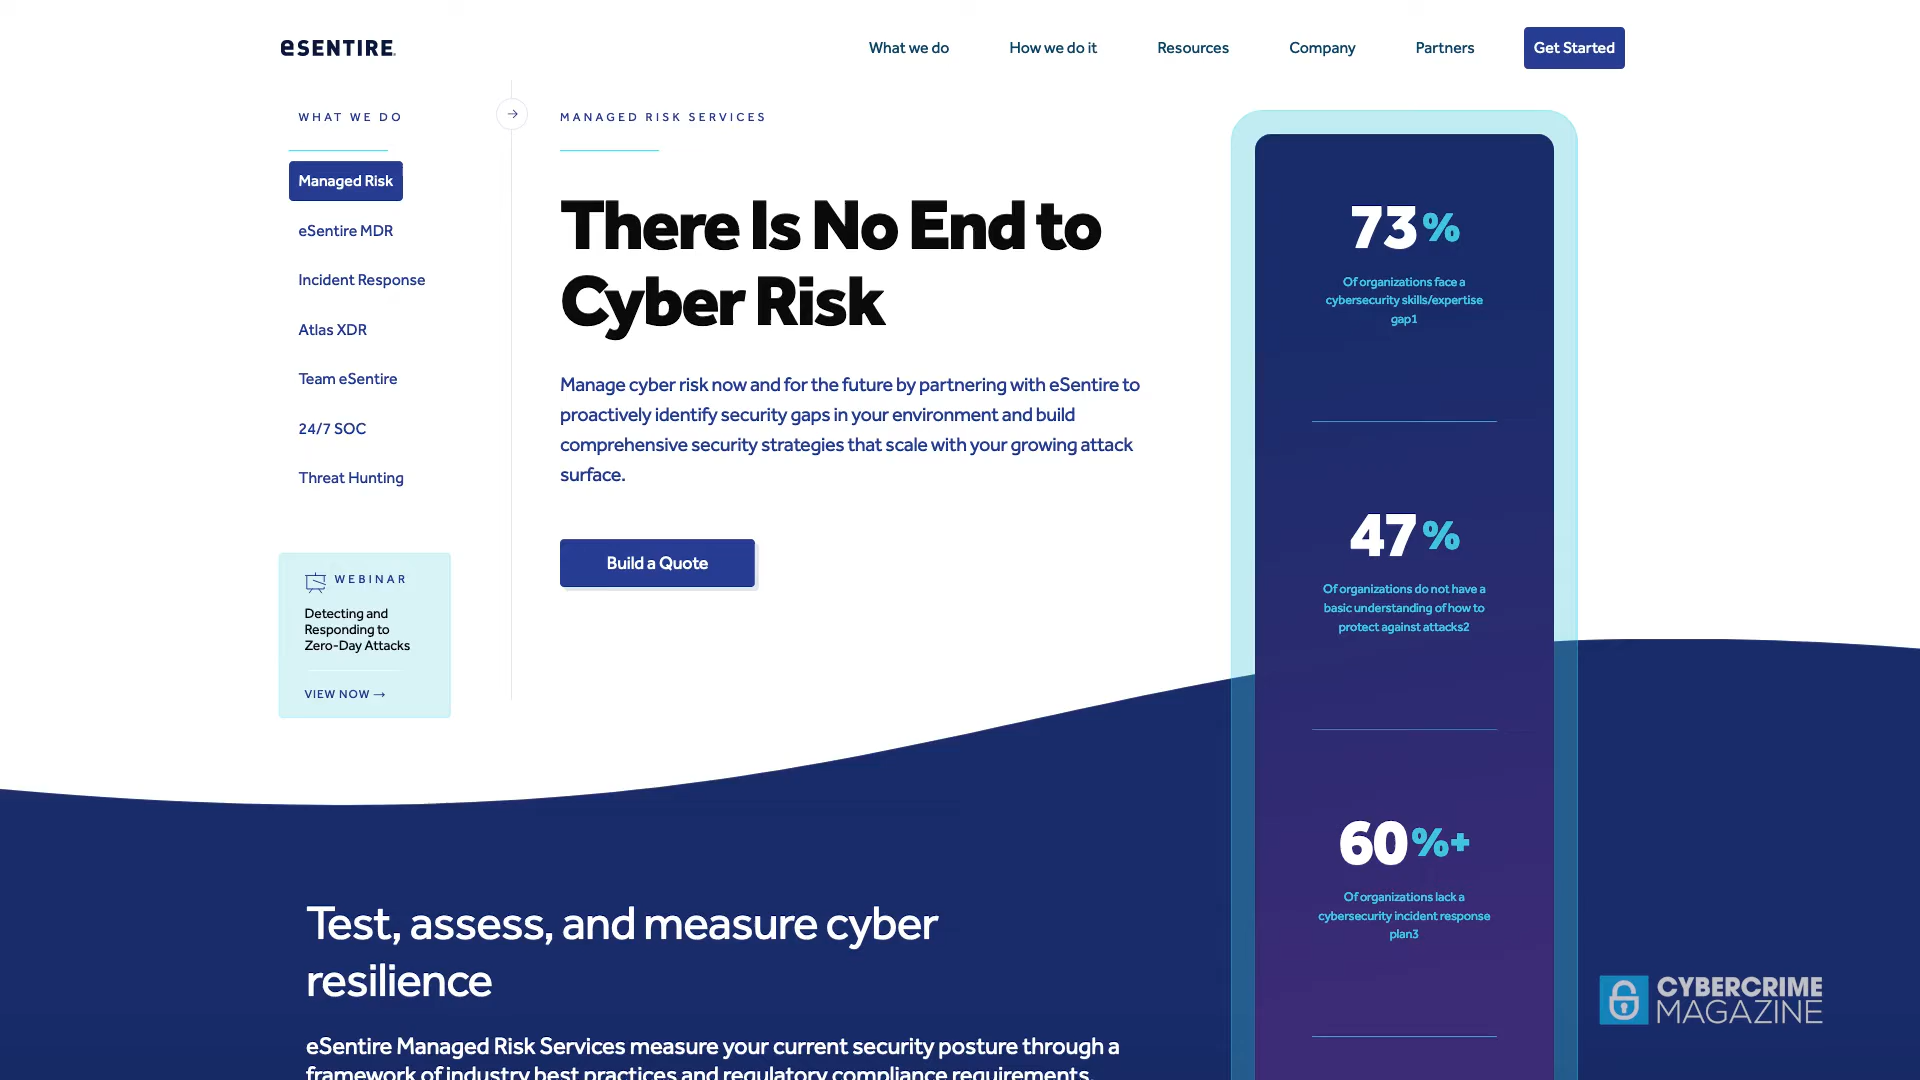 eSENTIRE
What we do
How we do it
Resources
Company
Partners
Get Started
WHAT WE DO
Managed Risk
eSentire MDR
Incident Response
Atlas XDR
Team eSentire
24/7 SOC
Threat Hunting
WEBINAR
Detecting and
Responding to
Zero-Day Attacks
VIEW NOW →
MANAGED RISK SERVICES
There Is No End to
Cyber Risk
Manage cyber risk now and for the future by partnering with eSentire to
proactively identify security gaps in your environment and build
comprehensive security strategies that scale with your growing attack
surface.
Build a Quote
73%
Of organizations face a
cybersecurity skills/expertise
gap1
47%
Of organizations do not have a
basic understanding of how to
protect against attacks2
60%+
Of organizations lack a
cybersecurity incident response
plan3
Test, assess, and measure cyber
resilience
eSentire Managed Risk Services measure your current security posture through a
framework of industry best practices and regulatory compliance requirements.
CYBERCRIME
MAGAZINE